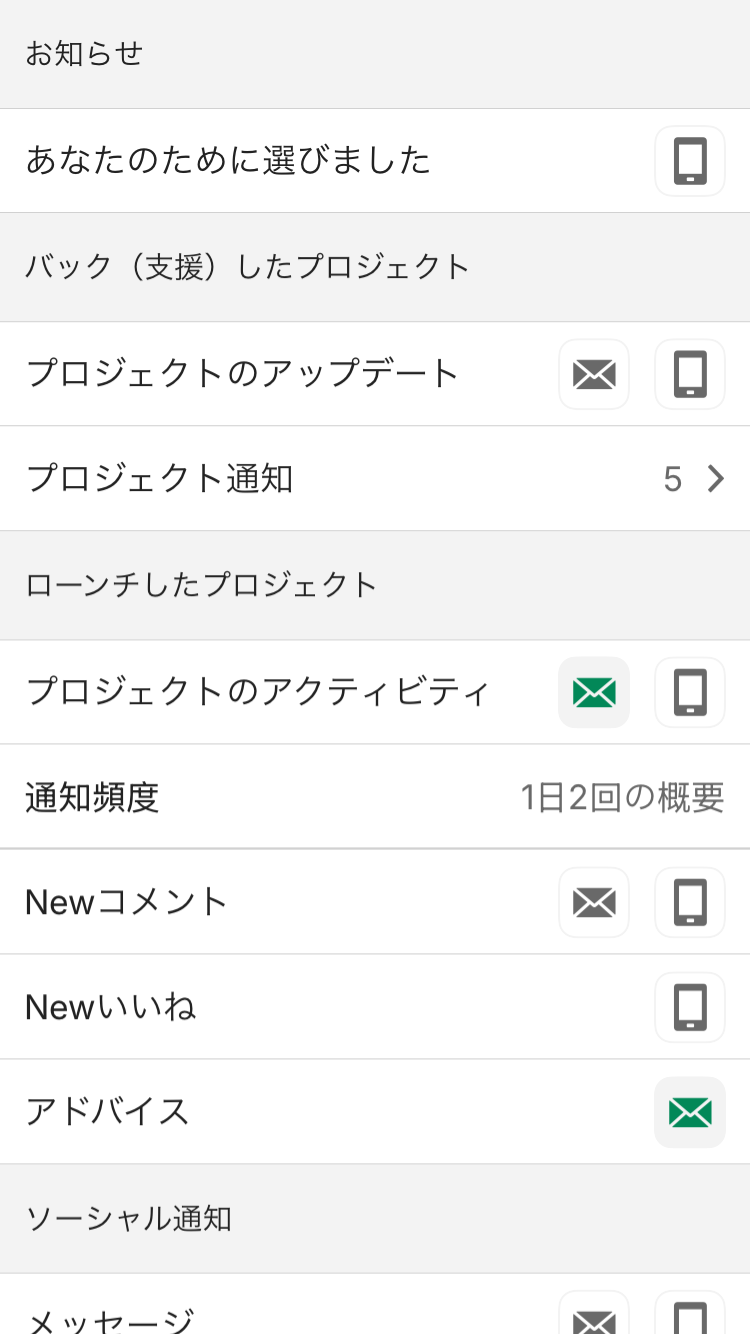 お知らせ
あなたのために選びました
バック（支援）したプロジェクト
プロジェクトのアップデート
プロジェクト通知 5
ローンチしたプロジェクト
プロジェクトのアクティビティ
通知頻度 1日2回の概要
Newコメント
Newいいね
アドバイス
ソーシャル通知
メッセージ